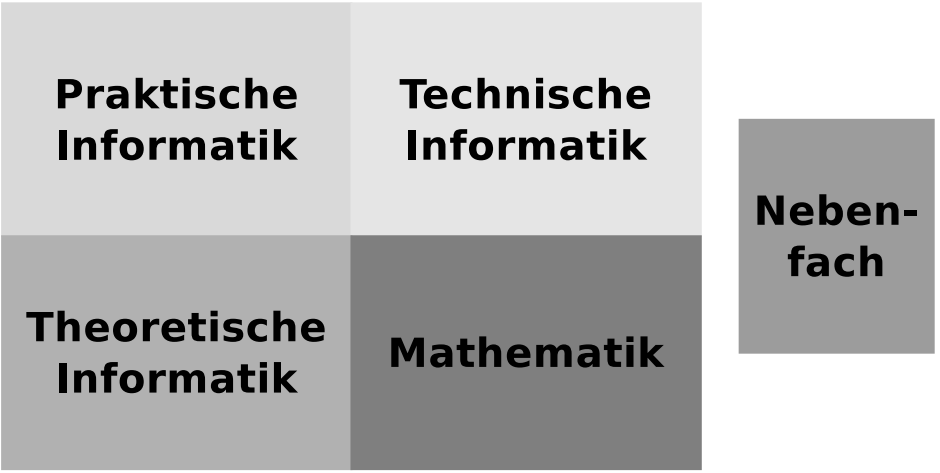 Praktische
Informatik
Technische
Informatik
Theoretische
Informatik
Mathematik
Neben-
fach